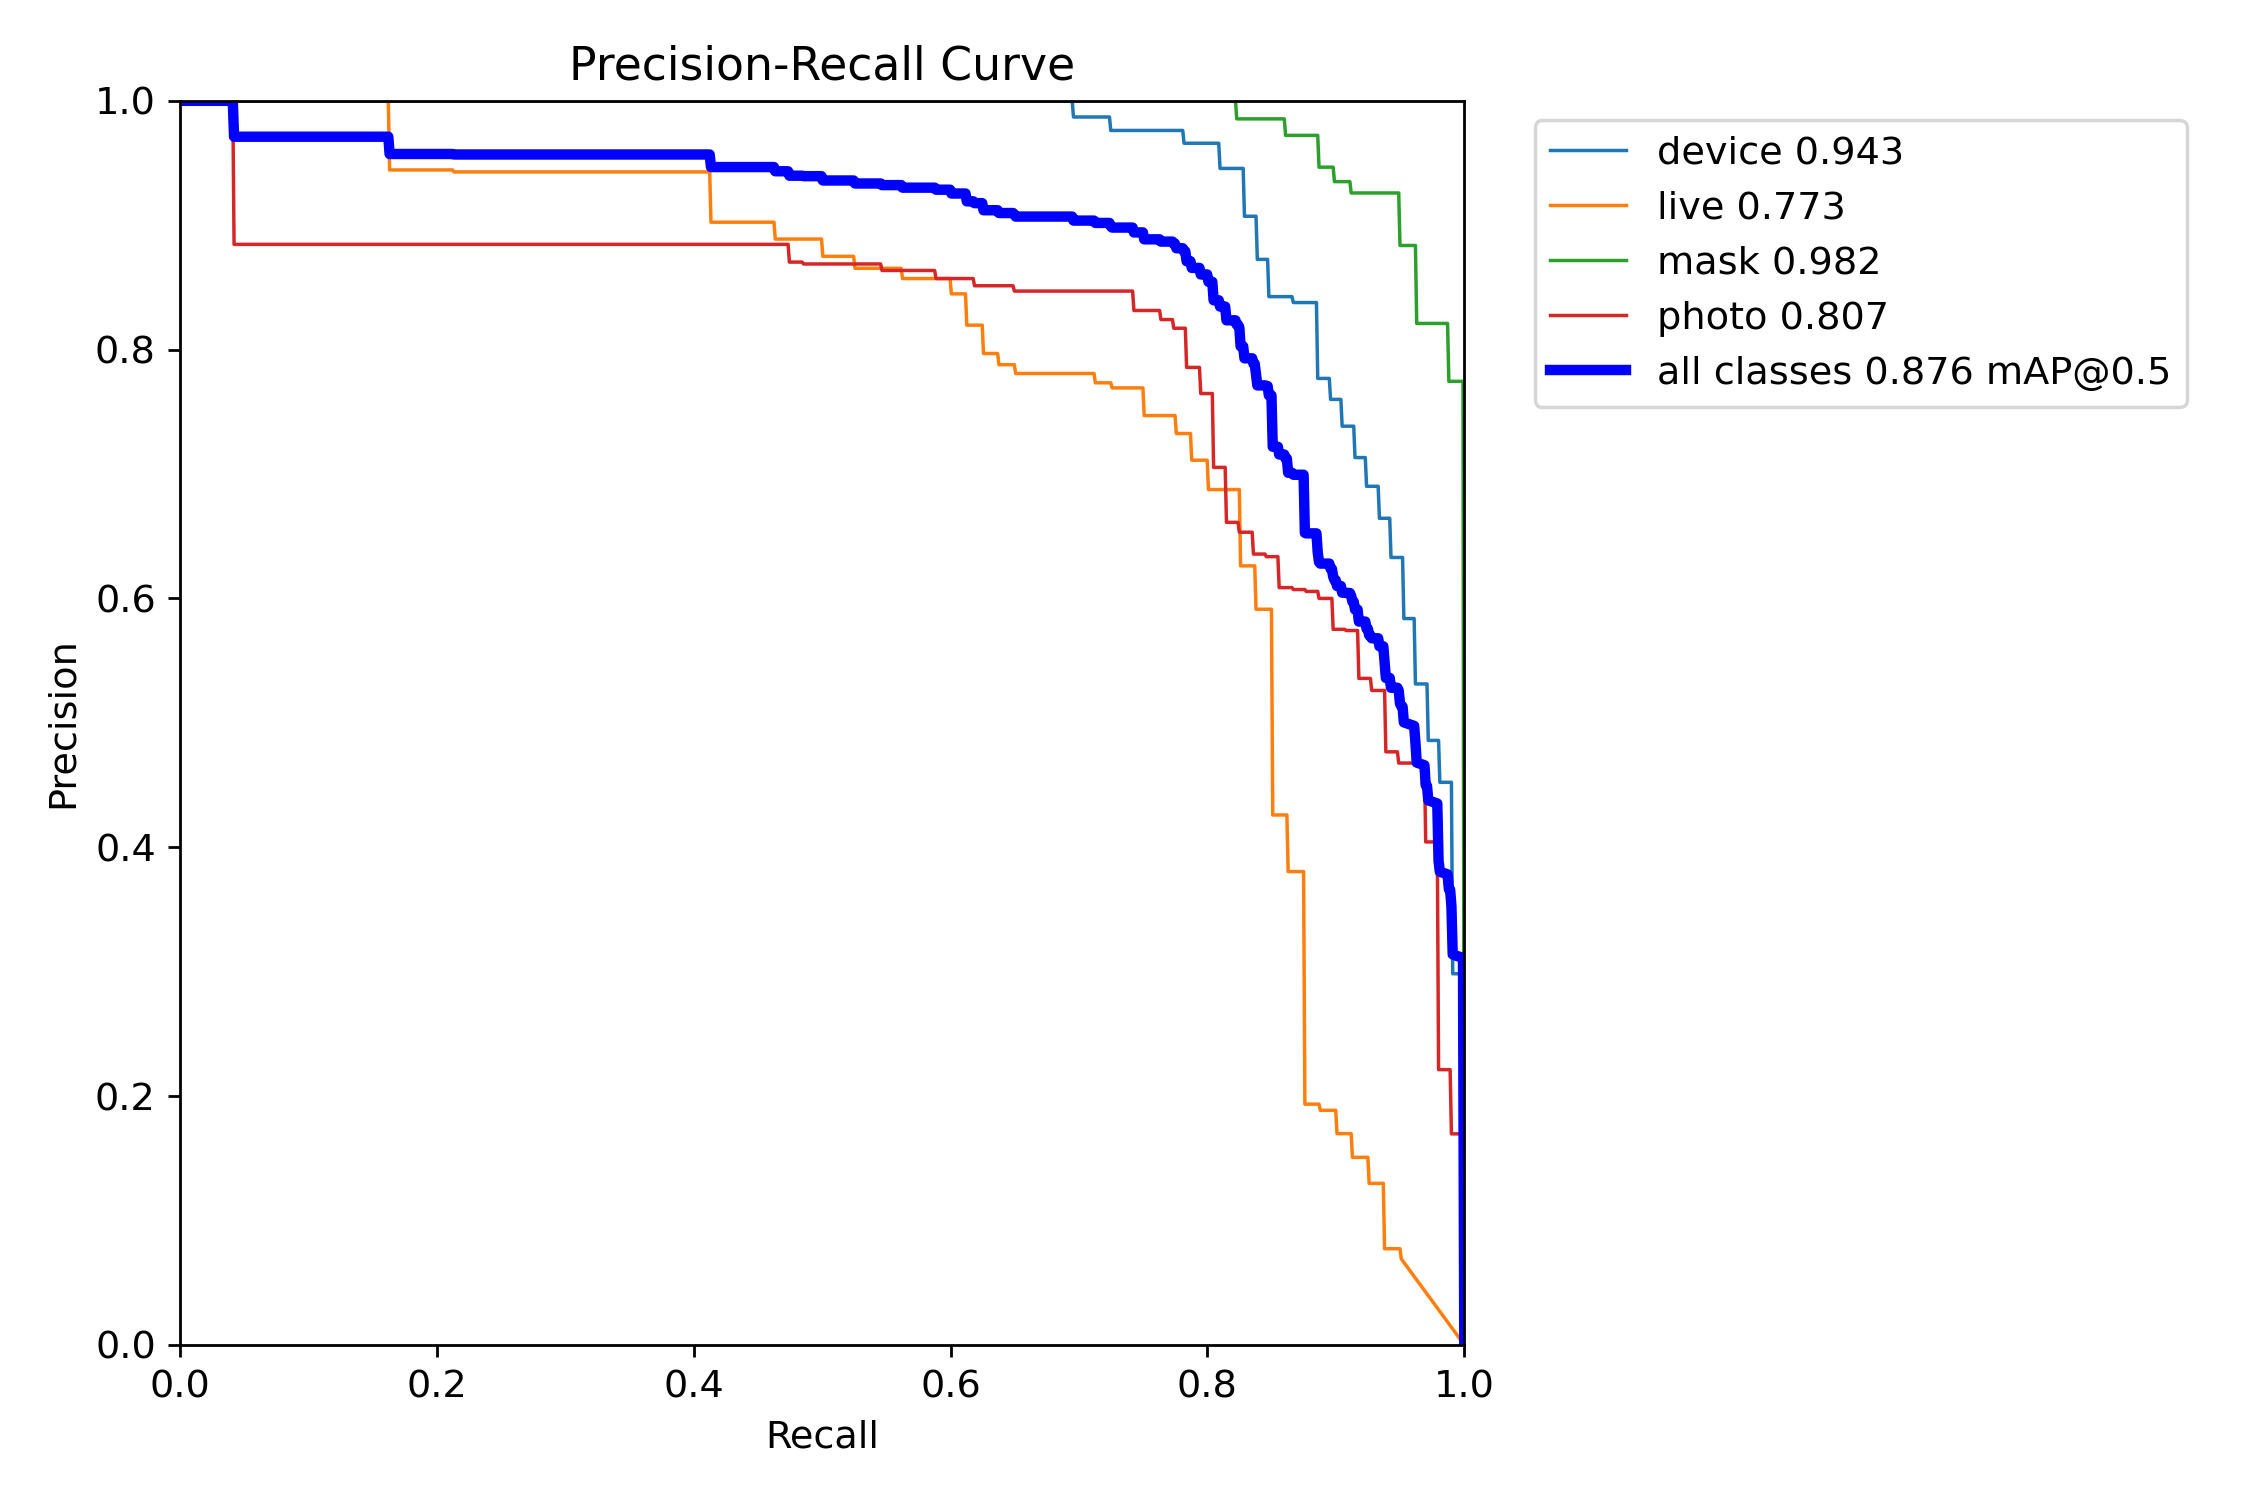 Precision-Recall Curve
1.0
0.8
0.6
0.4
0.2
0.0
Precision
0.0 0.2 0.4 0.6 0.8 1.0
Recall
device 0.943
live 0.773
mask 0.982
photo 0.807
all classes 0.876 mAP@0.5